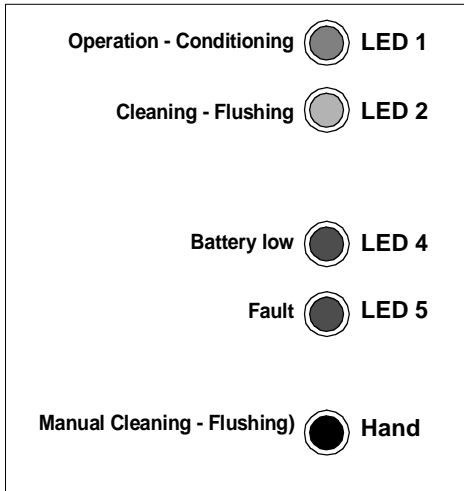 Operation - Conditioning LED 1
Cleaning - Flushing LED 2
Battery low LED 4
Fault LED 5
Manual Cleaning - Flushing) Hand